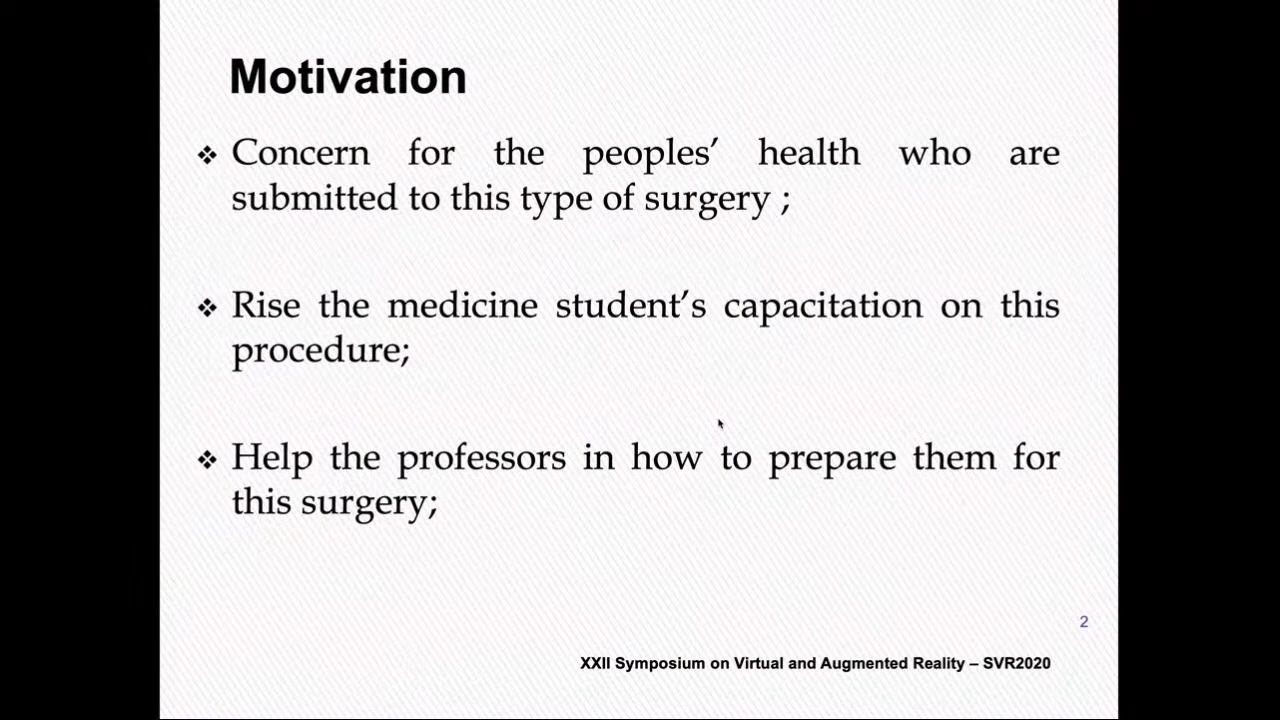 Motivation
❖ Concern for the peoples’ health who are
submitted to this type of surgery ;
❖ Rise the medicine student’s capacitation on this
procedure;
❖ Help the professors in how to prepare them for
this surgery;
2
XXII Symposium on Virtual and Augmented Reality – SVR2020